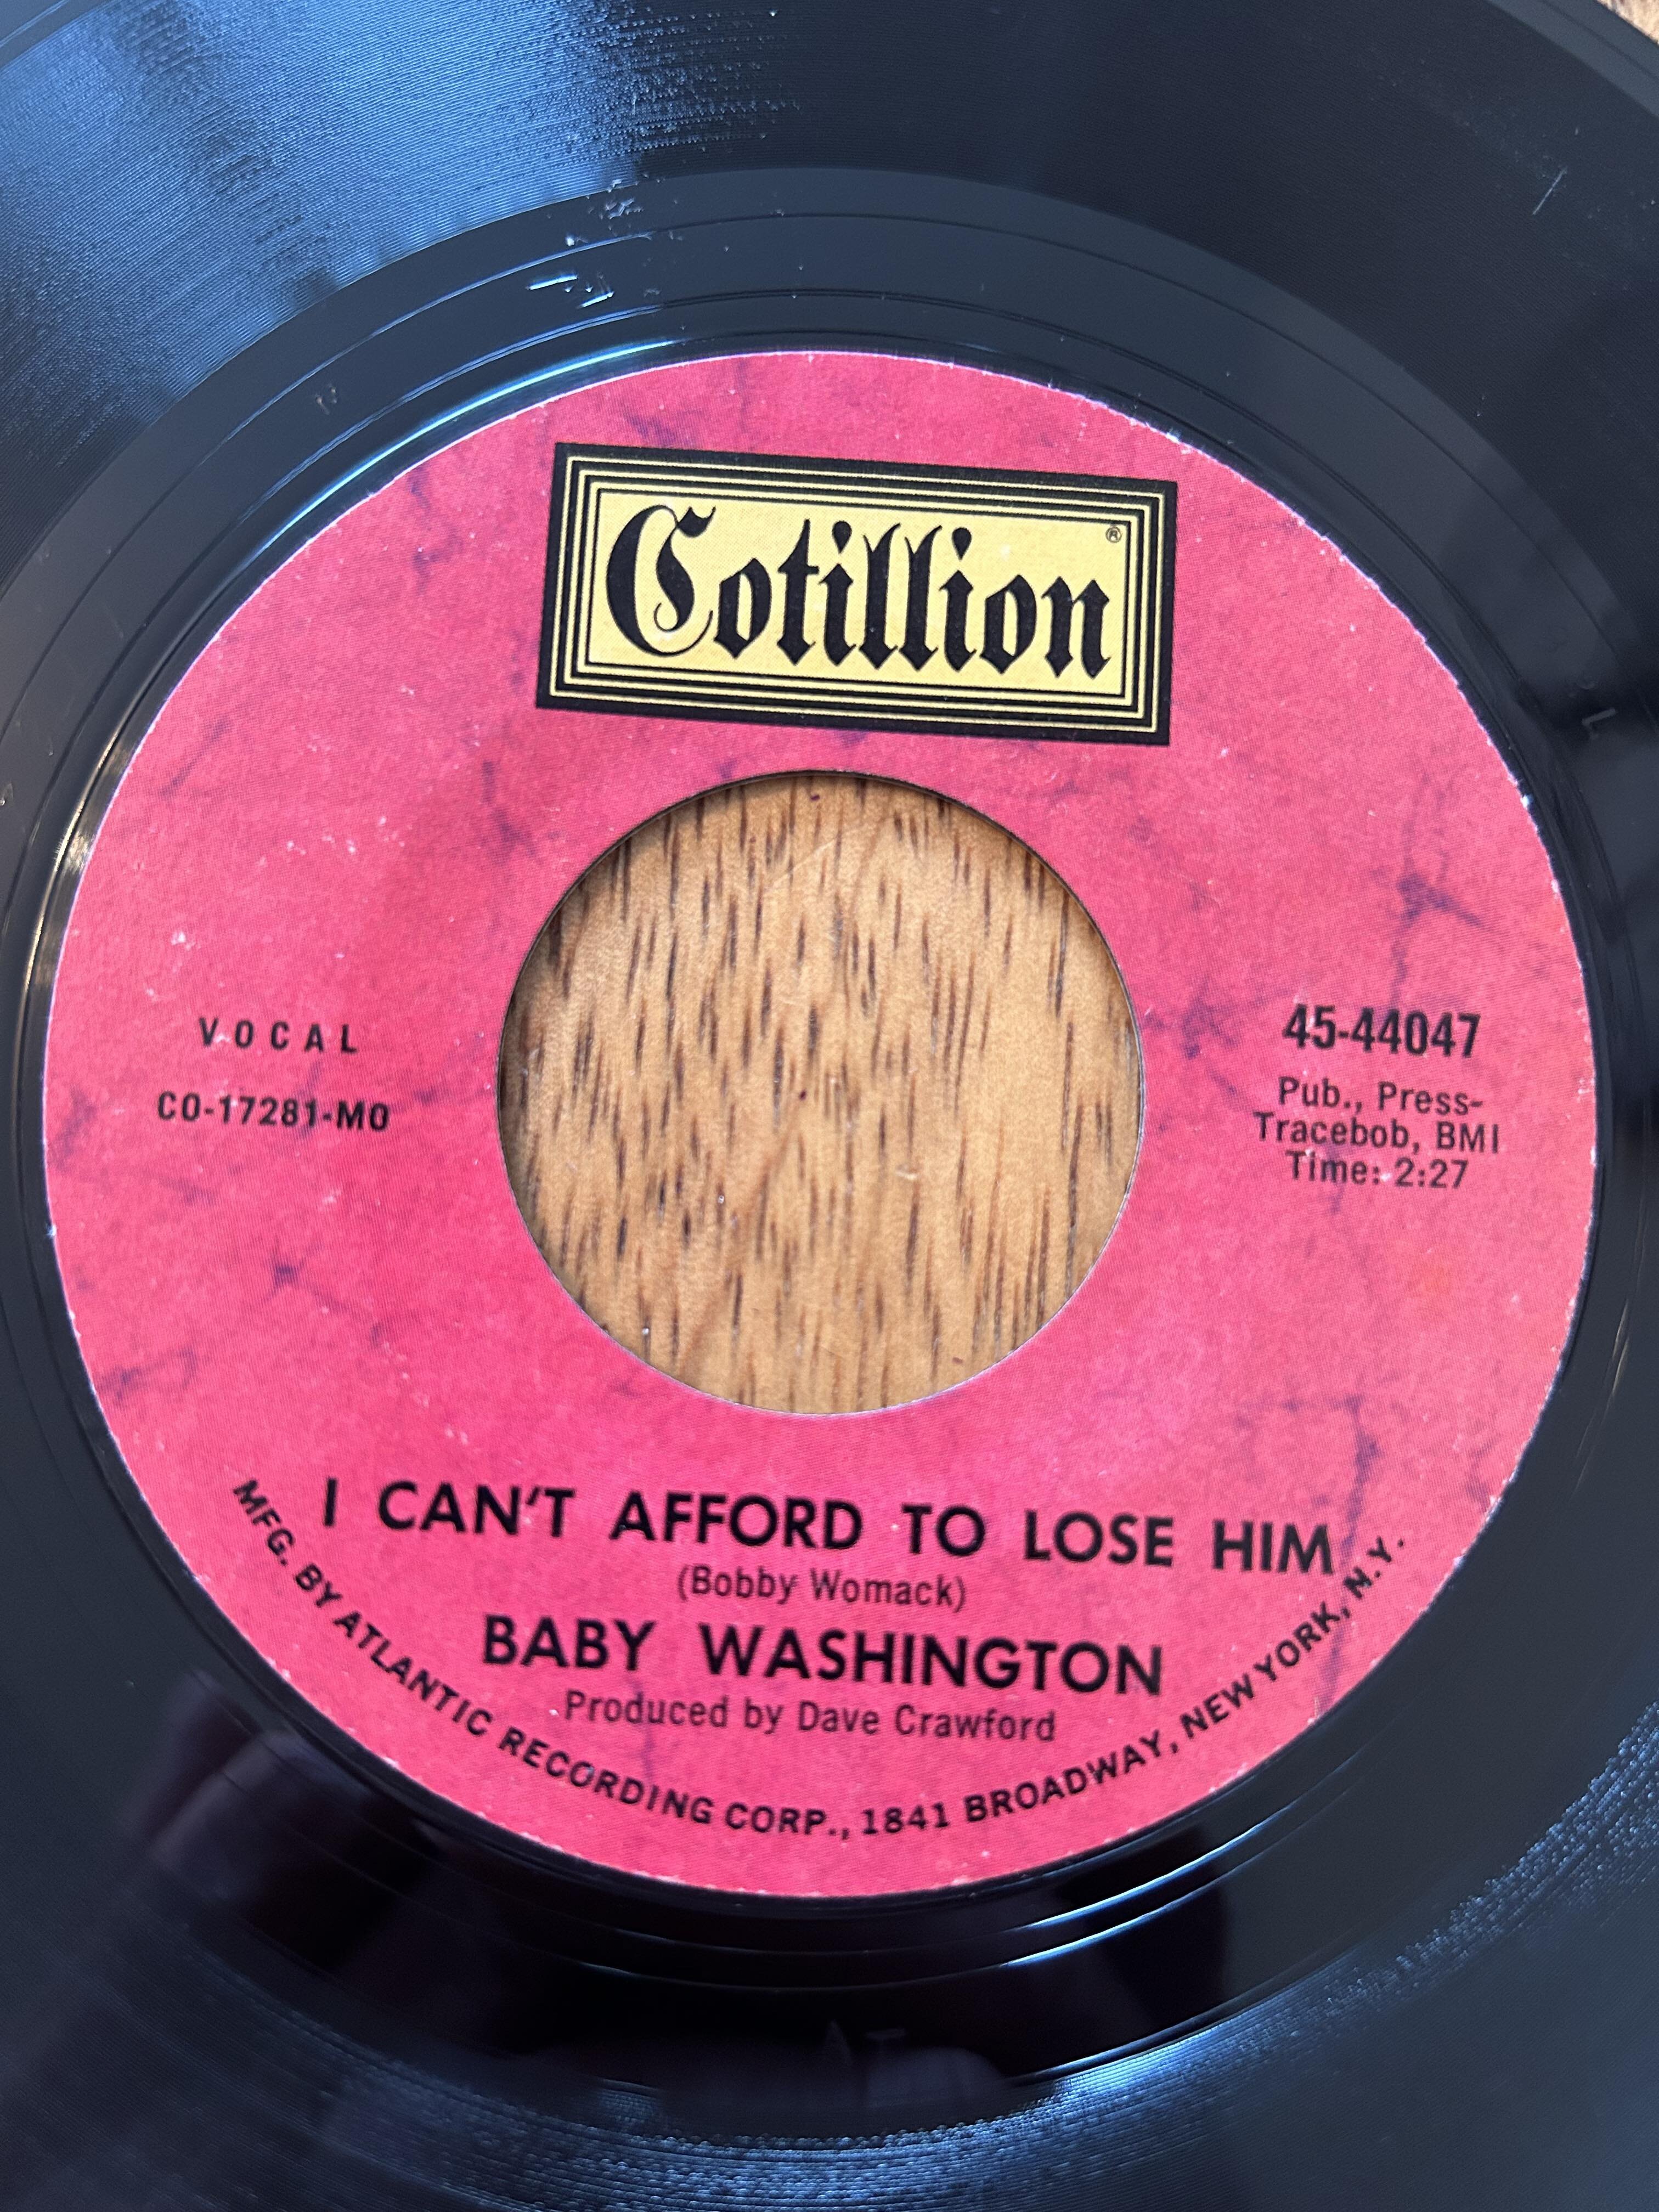 Cotillion ®
VOCAL
CO-17281-MO
45-44047
Pub., Press-
Tracebob, BMI
Time: 2:27
I CAN'T AFFORD TO LOSE HIM
(Bobby Womack)
BABY WASHINGTON
Produced by Dave Crawford
MFG. BY ATLANTIC RECORDING CORP., 1841 BROADWAY, NEW YORK, N.Y.